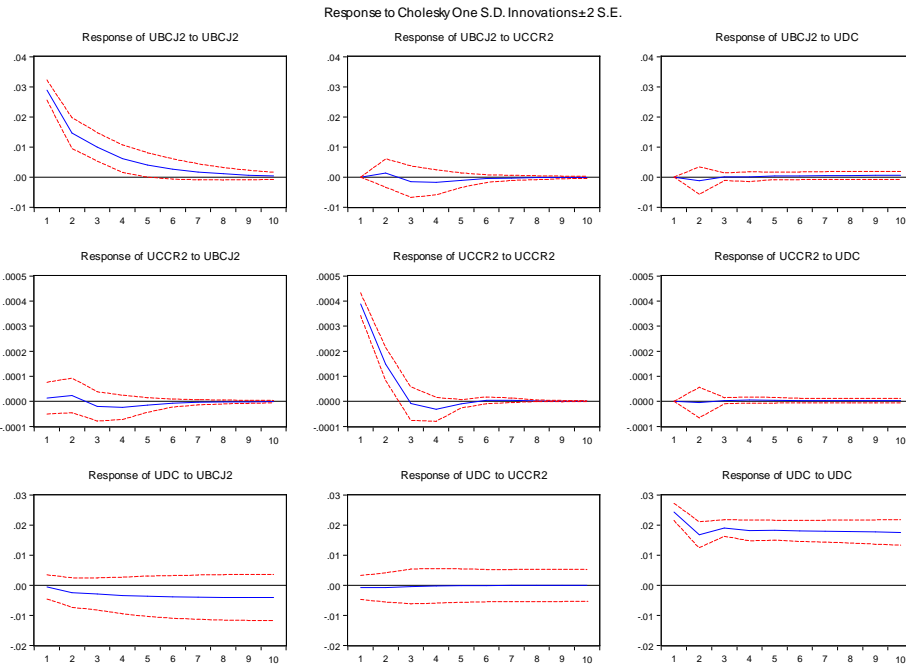 Response to Cholesky One S.D. Innovations ± 2 S.E.
Response of UBCJ2 to UBCJ2
Response of UBCJ2 to UCCR2
Response of UBCJ2 to UDC
.04 .04 .04
.03 .03 .03
.02 .02 .02
.01 .01 .01
.00 .00 .00
-.01 -.01 -.01
1 2 3 4 5 6 7 8 9 10
1 2 3 4 5 6 7 8 9 10
1 2 3 4 5 6 7 8 9 10
Response of UCCR2 to UBCJ2
Response of UCCR2 to UCCR2
Response of UCCR2 to UDC
.0005 .0005 .0005
.0004 .0004 .0004
.0003 .0003 .0003
.0002 .0002 .0002
.0001 .0001 .0001
.0000 .0000 .0000
-.0001 -.0001 -.0001
1 2 3 4 5 6 7 8 9 10
1 2 3 4 5 6 7 8 9 10
1 2 3 4 5 6 7 8 9 10
Response of UDC to UBCJ2
Response of UDC to UCCR2
Response of UDC to UDC
.03 .03 .03
.02 .02 .02
.01 .01 .01
.00 .00 .00
-.01 -.01 -.01
-.02 -.02 -.02
1 2 3 4 5 6 7 8 9 10
1 2 3 4 5 6 7 8 9 10
1 2 3 4 5 6 7 8 9 10